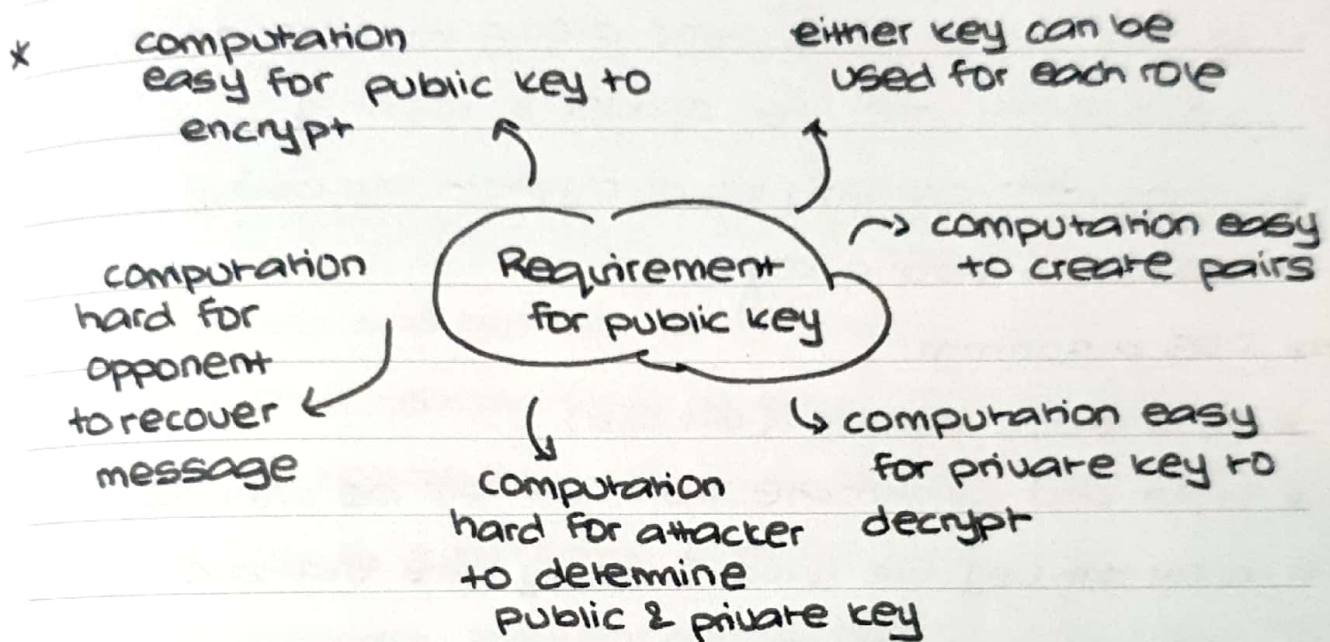 * computation
easy for public key to
encrypt
either key can be
used for each role
Requirement
for public key
computation easy
to create pairs
computation easy
for private key to
decrypt
computation
hard for attacker
to determine
public & private key
computation
hard for
opponent
to recover
message